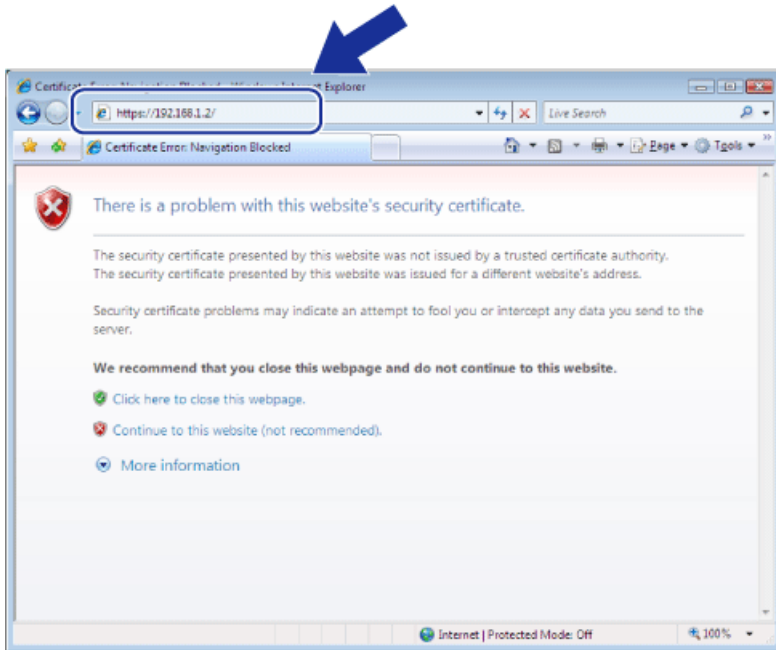 Explorer
https://192.168.1.2/
Live Search
Certificate Error: Navigation Blocked
Page
Tools
There is a problem with this website's security certificate.
The security certificate presented by this website was not issued by a trusted certificate authority.
The security certificate presented by this website was issued for a different website's address.
Security certificate problems may indicate an attempt to fool you or intercept any data you send to the
server.
We recommend that you close this webpage and do not continue to this website.
Click here to close this webpage.
Continue to this website (not recommended).
More information
Internet | Protected Mode: Off
100%